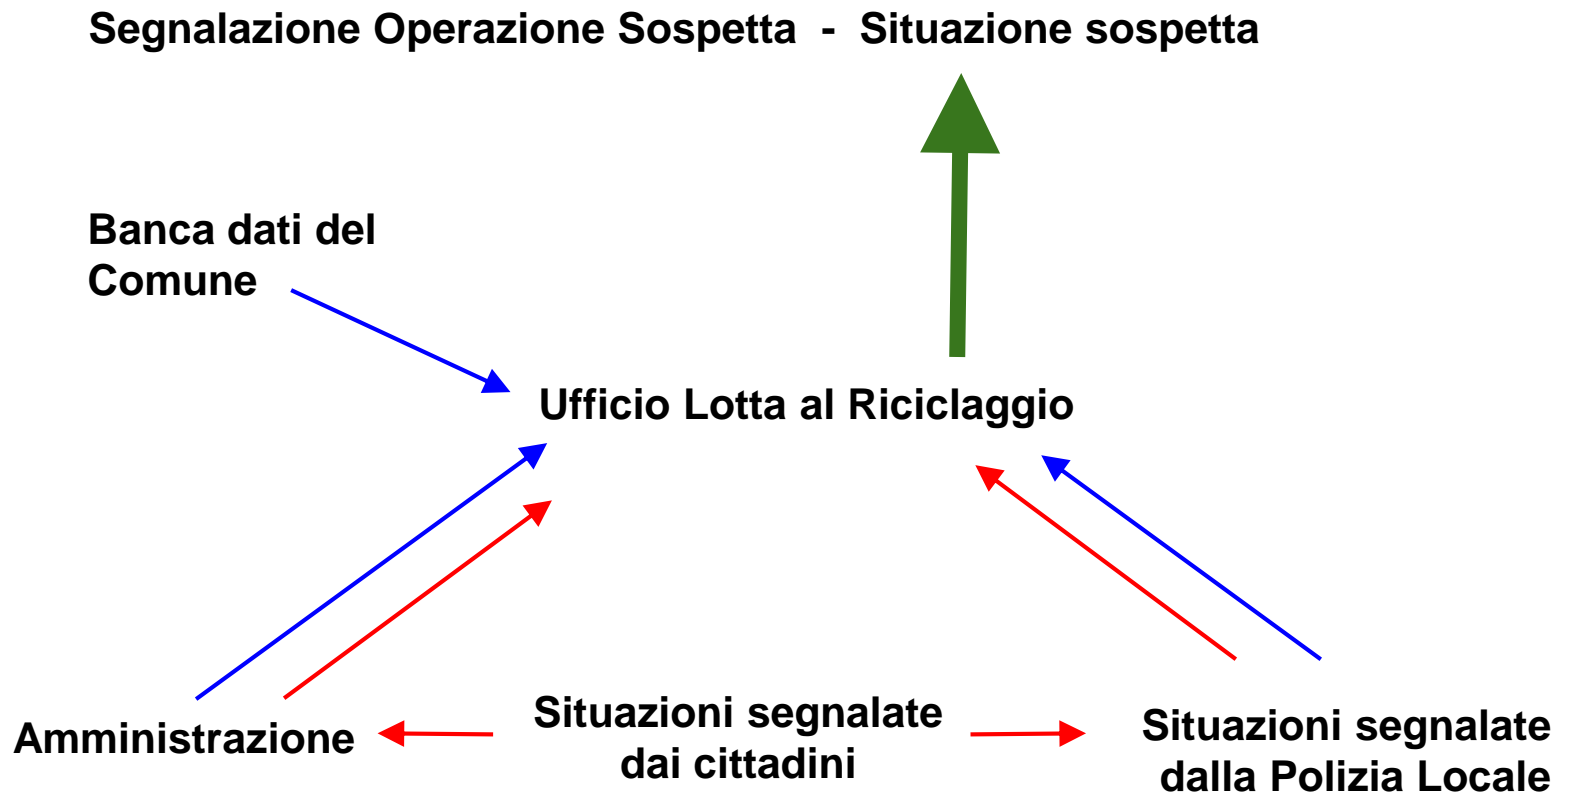 Segnalazione Operazione Sospetta - Situazione sospetta
Banca dati del
Comune
Ufficio Lotta al Riciclaggio
Amministrazione
Situazioni segnalate
dai cittadini
Situazioni segnalate
dalla Polizia Locale